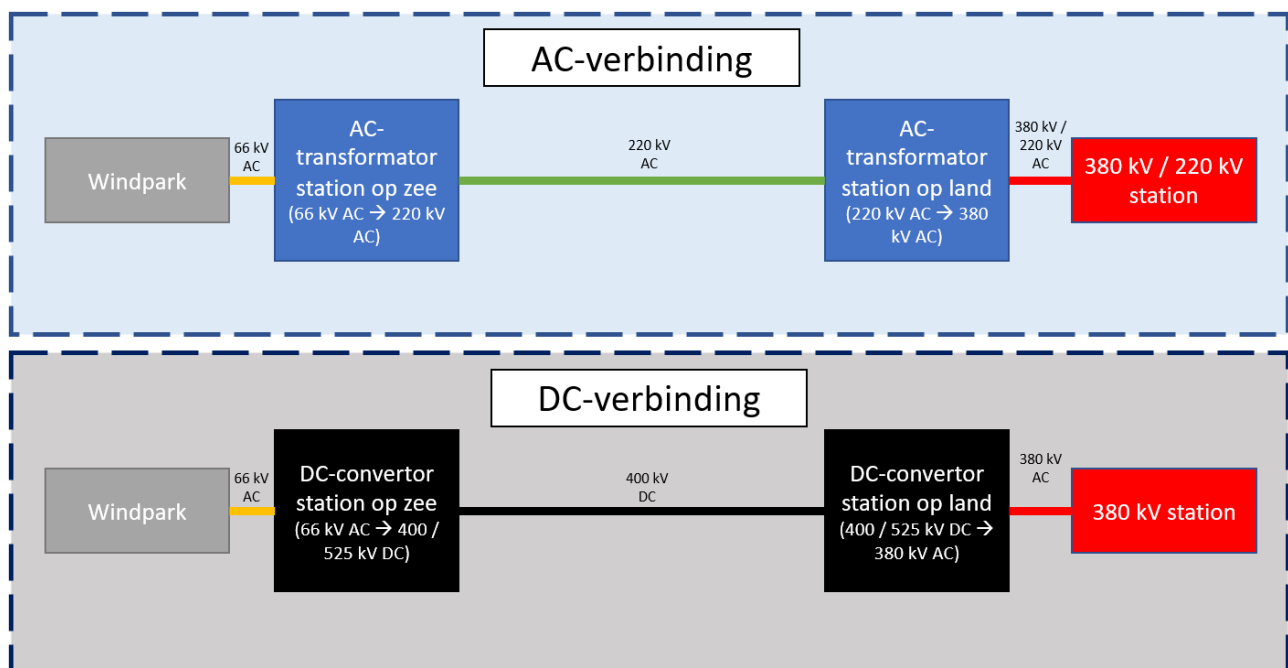 AC-verbinding
Windpark
66 kV
AC
AC-
transformator
station op zee
(66 kV AC → 220 kV
AC)
220 kV
AC
AC-
transformator
station op land
(220 kV AC → 380
kV AC)
380 kV /
220 kV
AC
380 kV / 220 kV
station
DC-verbinding
Windpark
66 kV
AC
DC-convertor
station op zee
(66 kV AC → 400 /
525 kV DC)
400 kV
DC
DC-convertor
station op land
(400 / 525 kV DC →
380 kV AC)
380 kV
AC
380 kV station